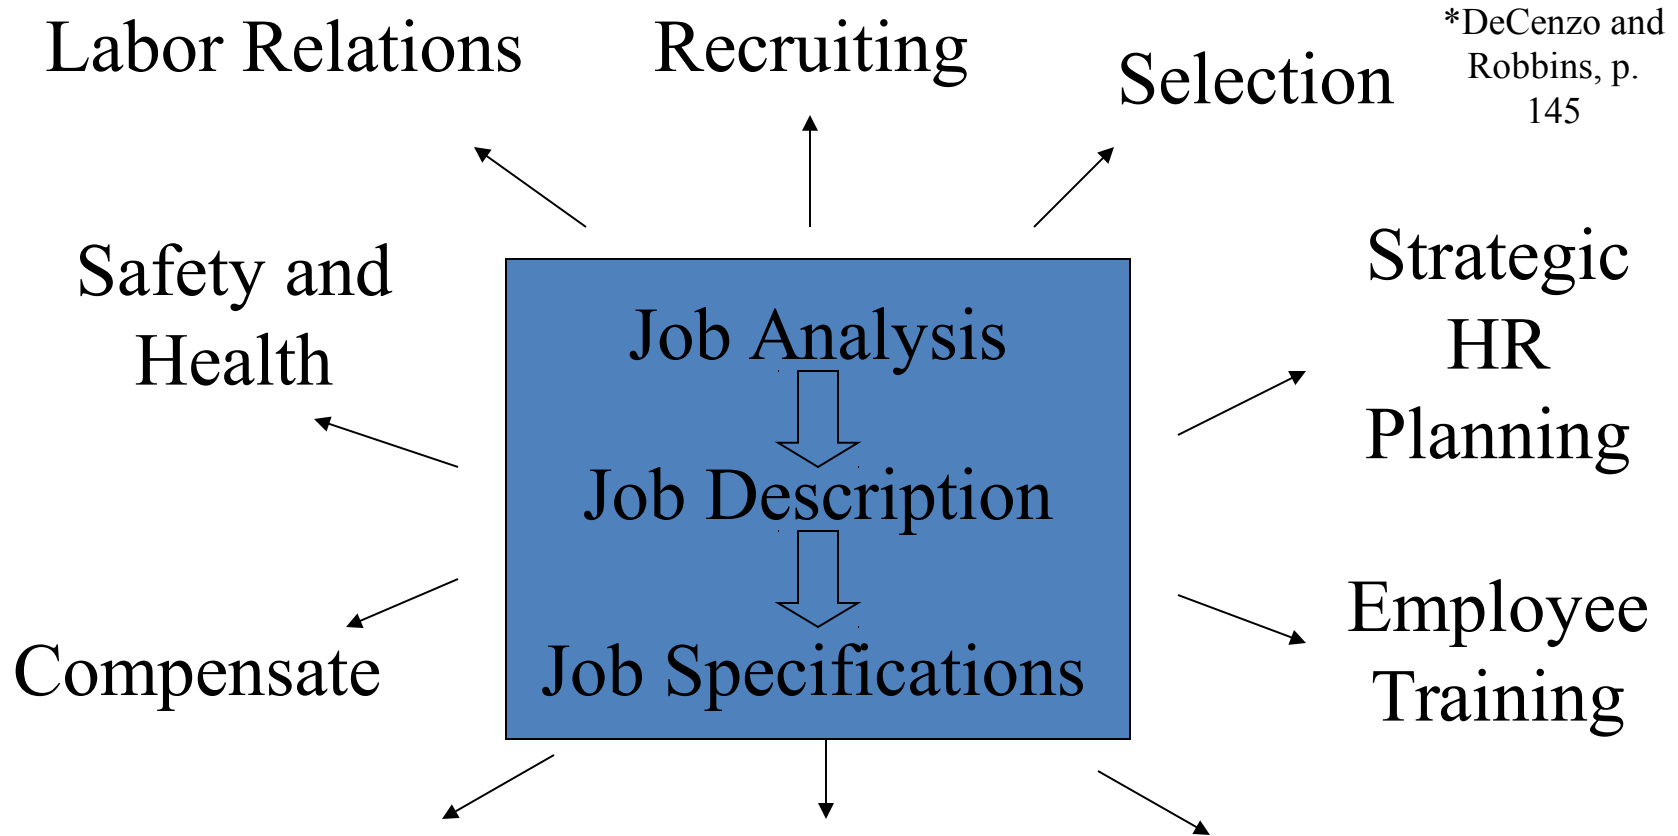 Labor Relations
Recruiting
Selection
*DeCenzo and
Robbins, p.
145
Safety and
Health
Strategic
HR
Planning
Job Analysis
Job Description
Job Specifications
Compensate
Employee
Training